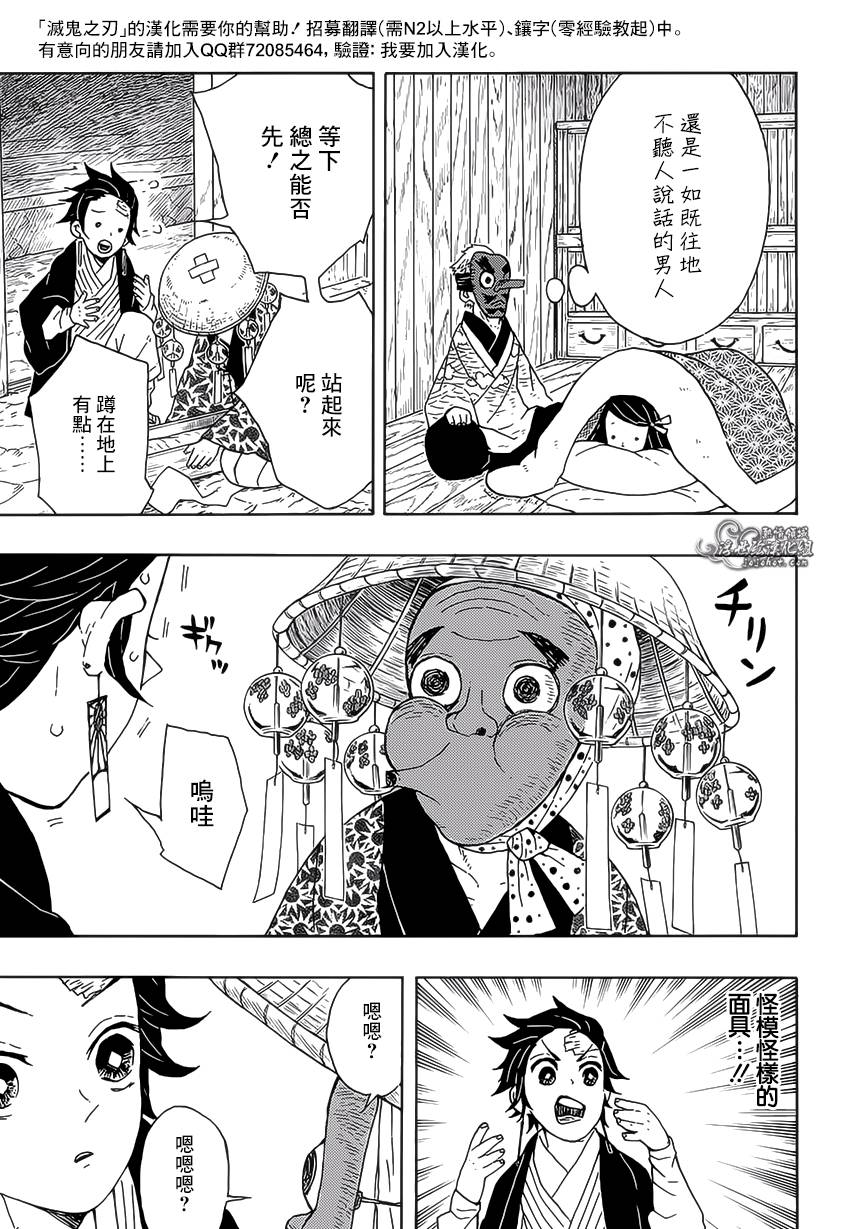 「滅鬼之刃」的漢化需要你的幫助！招募翻譯（需N2以上水平）、鑲字（零經驗教起）中。
有意向的朋友請加入QQ群72085464，驗證：我要加入漢化。
還是一如既往地
不聽人說話的男人
等下
總之能否
先！
站起來
呢？
蹲在地上
有點……
チリン
ギクッ
嗚哇
怪模怪樣的
面具…!!
嗯嗯？
嗯嗯嗯？